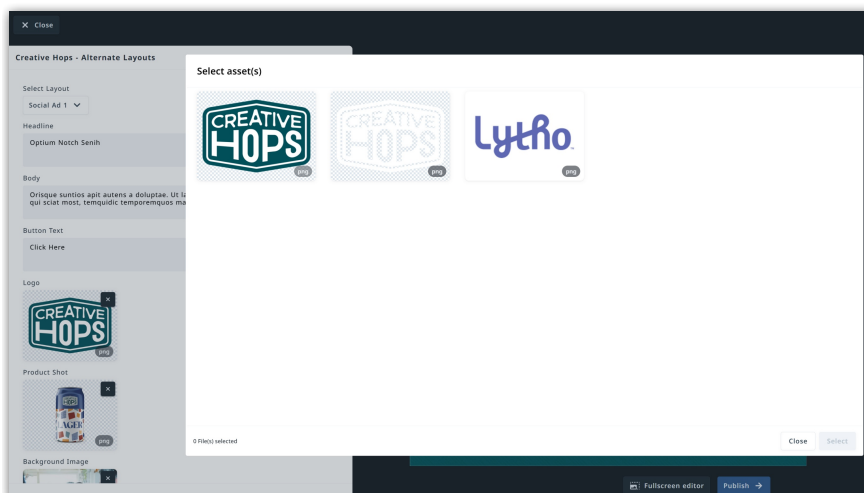 Close
Creative Hops - Alternate Layouts
Select asset(s)
Select Layout
Social Ad 1
Headline
Optium Notch Senih
Body
Orisque suntios apit autens a doluptae. Ut la
qui sciat most, temquidic temporemquos ma
Button Text
Click Here
Logo
CREATIVE
HOPS
png
Product Shot
HOPS
LAGER
png
Background Image
CREATIVE
HOPS
png
CREATIVE
HOPS
png
Lytho
png
0 File(s) selected
Close
Select
Fullscreen editor
Publish